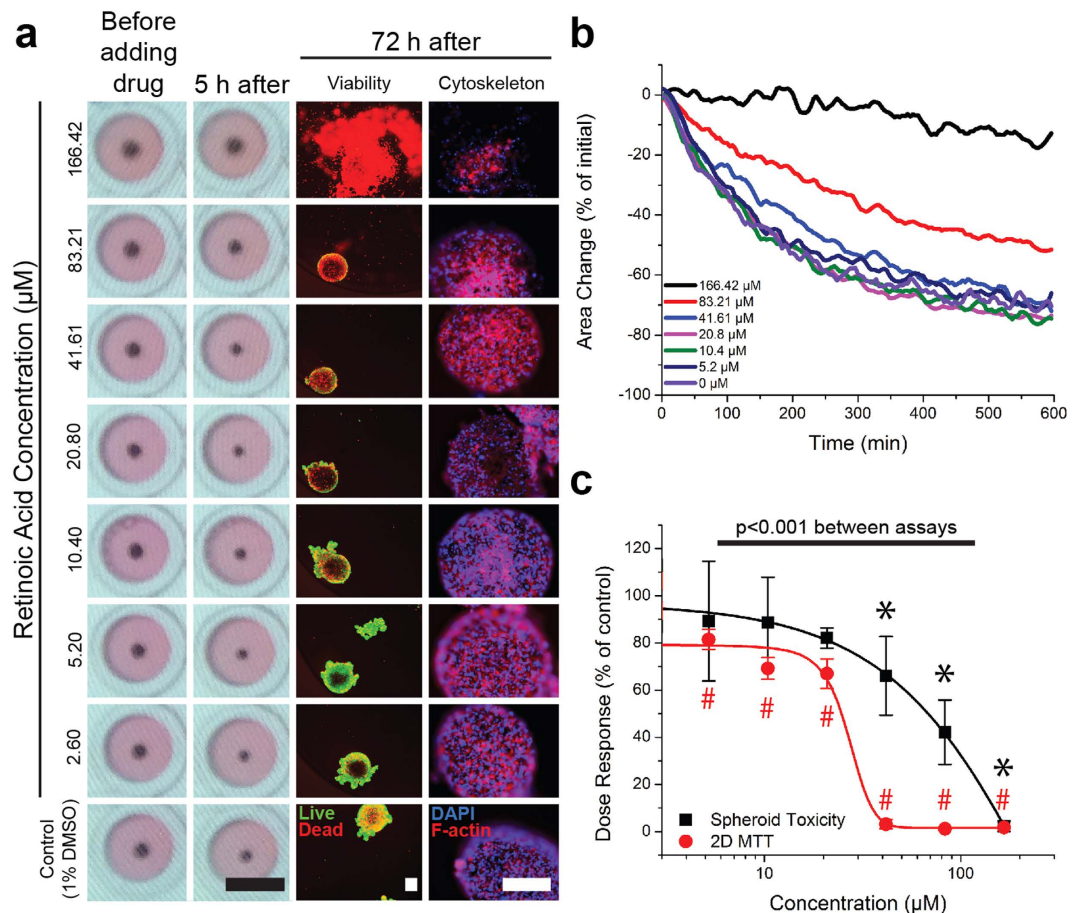 a
Before
adding
drug
5 h after
72 h after
Viability
Cytoskeleton
Retinoic Acid Concentration (µM)
166.42
83.21
41.61
20.80
10.40
5.20
2.60
Control
(1% DMSO)
Live
Dead
DAPI
F-actin
b
Area Change (% of initial)
0
-20
-40
-60
-80
-100
166.42 µM
83.21 µM
41.61 µM
20.8 µM
10.4 µM
5.2 µM
0 µM
0 100 200 300 400 500 600
Time (min)
c
p<0.001 between assays
Dose Response (% of control)
120
100
80
60
40
20
0
* * *
# # # # # #
Spheroid Toxicity
2D MTT
10 100
Concentration (µM)